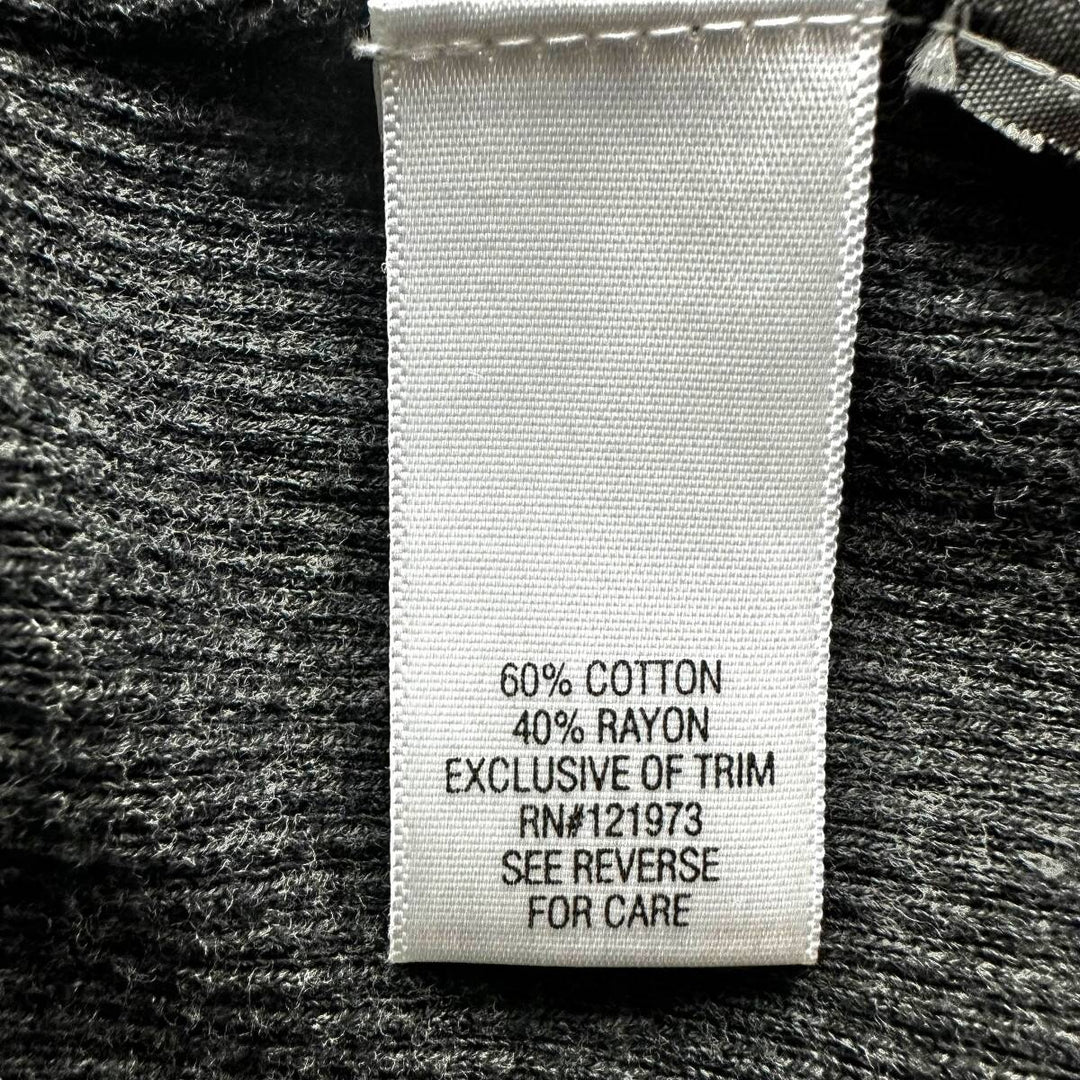 60% COTTON
40% RAYON
EXCLUSIVE OF TRIM
RN#121973
SEE REVERSE
FOR CARE